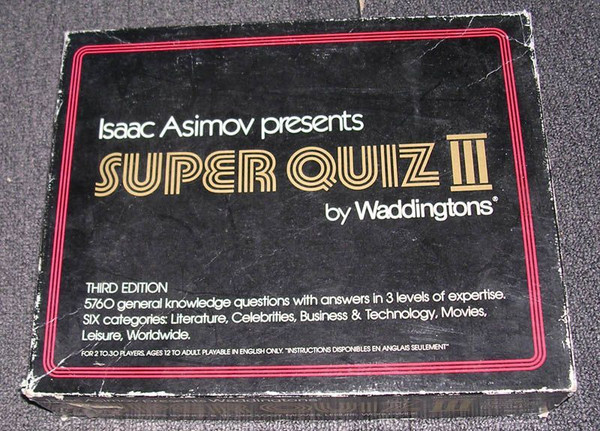 Isaac Asimov presents
SUPER QUIZ III
by Waddingtons®
THIRD EDITION
5760 general knowledge questions with answers in 3 levels of expertise.
SIX categories: Literature, Celebrities, Business & Technology, Movies,
Leisure, Worldwide.
FOR 2 TO 30 PLAYERS. AGES 12 TO ADULT. PLAYABLE IN ENGLISH ONLY. "INSTRUCTIONS DISPONIBLES EN ANGLAIS SEULEMENT"